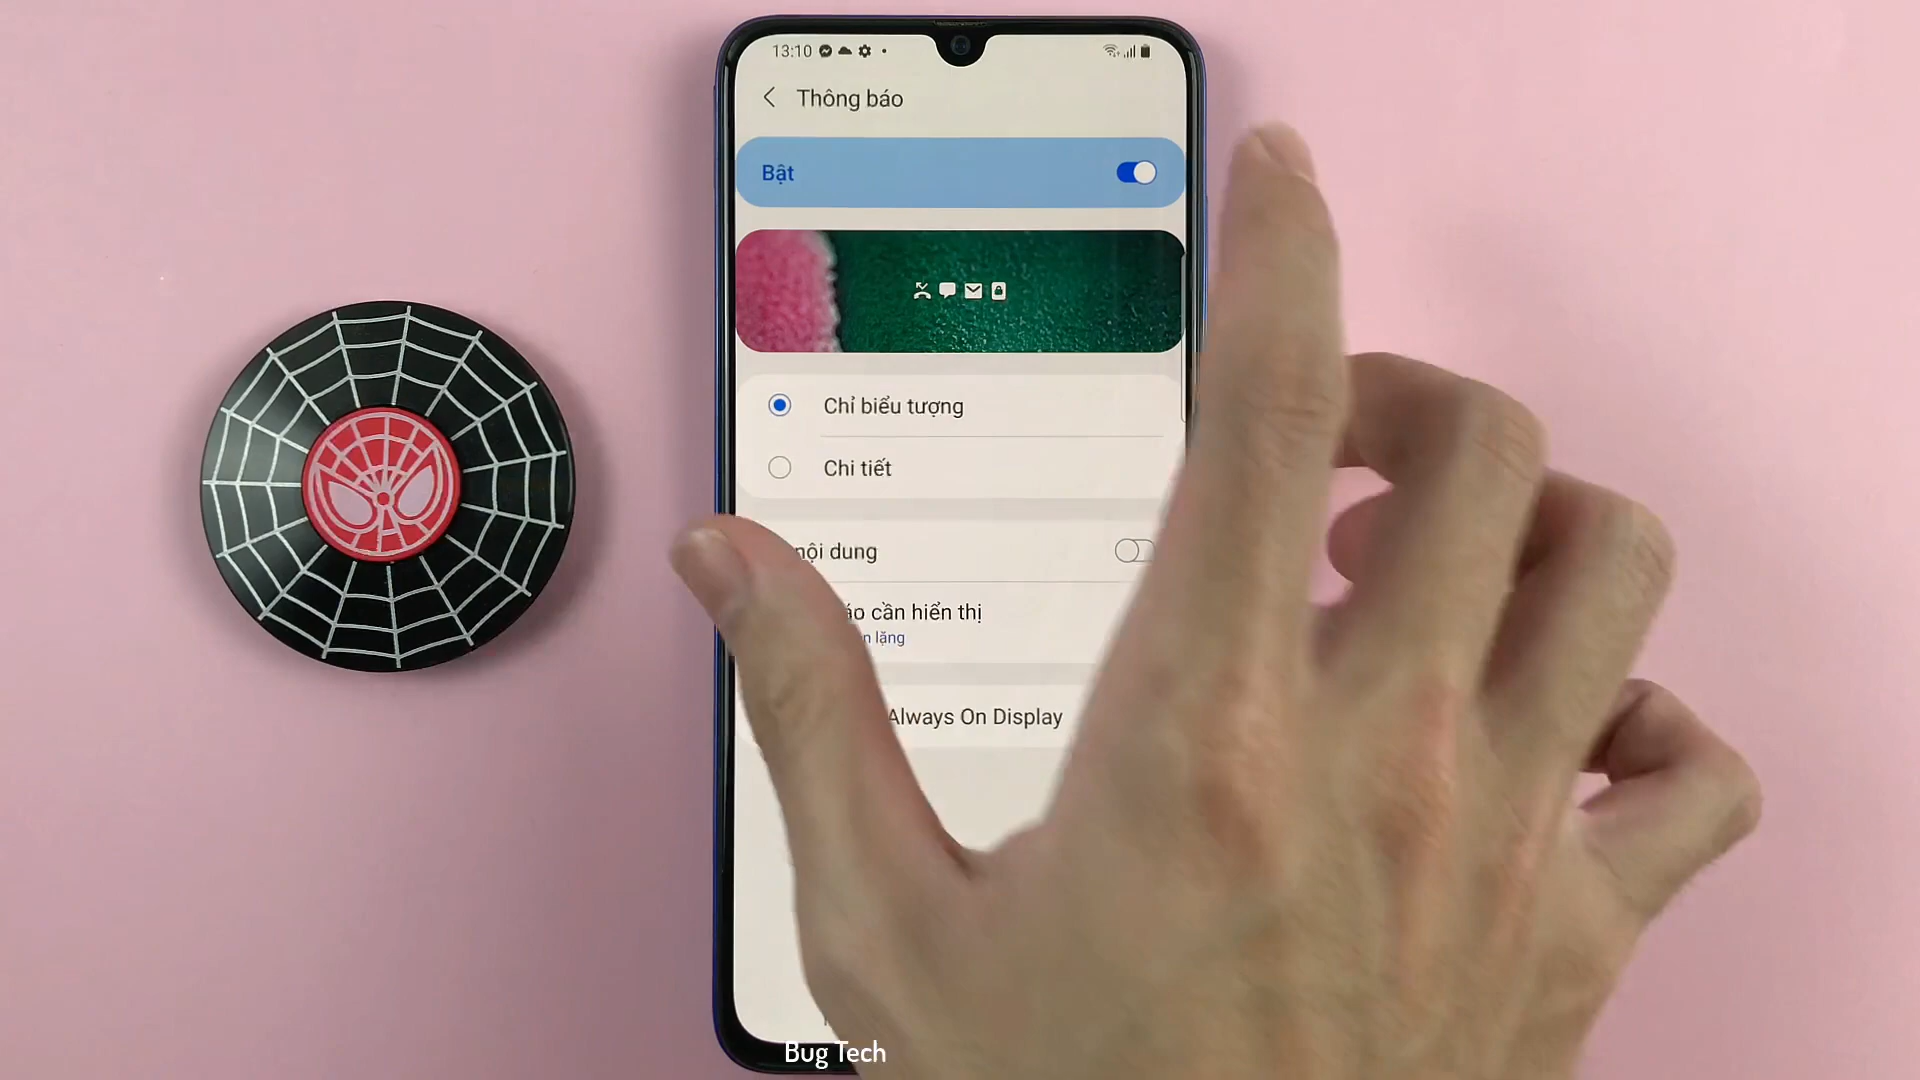 13:10
Thông báo
Bật
Chỉ biểu tượng
Chi tiết
nội dung
cần hiển thị
lặng
Always On Display
Bug Tech